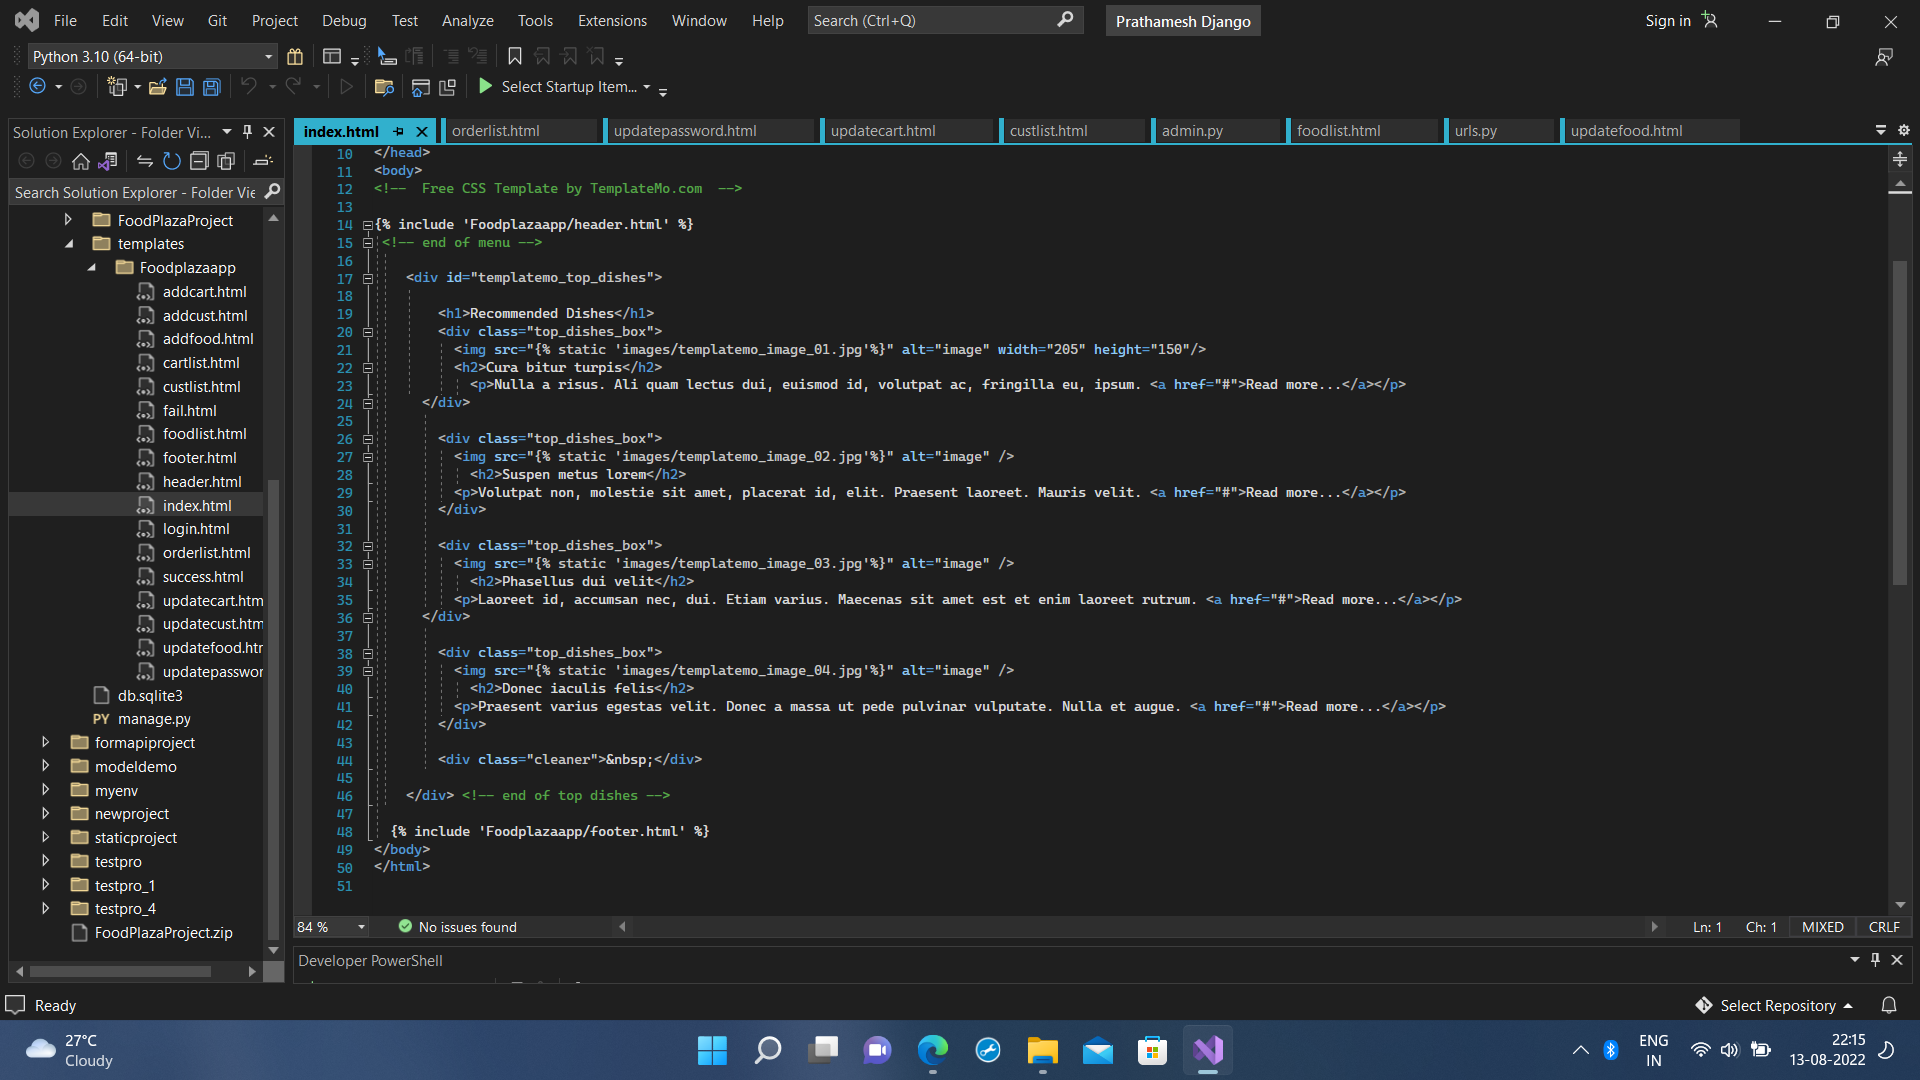 File Edit View Git Project Debug Test Analyze Tools Extensions Window Help Search (Ctrl+Q) Prathamesh Django Sign in
Python 3.10 (64-bit)
Select Startup Item...
Solution Explorer - Folder Vi...
Search Solution Explorer - Folder Vie
FoodPlazaProject
templates
Foodplazaapp
addcart.html
addcust.html
addfood.html
cartlist.html
custlist.html
fail.html
foodlist.html
footer.html
header.html
index.html
login.html
orderlist.html
success.html
updatecart.htm
updatecust.htm
updatefood.htr
updatepasswor
db.sqlite3
PY manage.py
formapiproject
modeldemo
myenv
newproject
staticproject
testpro
testpro_1
testpro_4
FoodPlazaProject.zip
index.html orderlist.html updatepassword.html updatecart.html custlist.html admin.py foodlist.html urls.py updatefood.html
10 </head>
11 <body>
12 <!-- Free CSS Template by TemplateMo.com -->
13
14 {% include 'Foodplazaapp/header.html' %}
15 <!-- end of menu -->
16
17 <div id="templatemo_top_dishes">
18
19 <h1>Recommended Dishes</h1>
20 <div class="top_dishes_box">
21 <img src="{% static 'images/templatemo_image_01.jpg'%}" alt="image" width="205" height="150"/>
22 <h2>Cura bitur turpis</h2>
23 <p>Nulla a risus. Ali quam lectus dui, euismod id, volutpat ac, fringilla eu, ipsum. <a href="#">Read more...</a></p>
24 </div>
25
26 <div class="top_dishes_box">
27 <img src="{% static 'images/templatemo_image_02.jpg'%}" alt="image" />
28 <h2>Suspen metus lorem</h2>
29 <p>Volutpat non, molestie sit amet, placerat id, elit. Praesent laoreet. Mauris velit. <a href="#">Read more...</a></p>
30 </div>
31
32 <div class="top_dishes_box">
33 <img src="{% static 'images/templatemo_image_03.jpg'%}" alt="image" />
34 <h2>Phasellus dui velit</h2>
35 <p>Laoreet id, accumsan nec, dui. Etiam varius. Maecenas sit amet est et enim laoreet rutrum. <a href="#">Read more...</a></p>
36 </div>
37
38 <div class="top_dishes_box">
39 <img src="{% static 'images/templatemo_image_04.jpg'%}" alt="image" />
40 <h2>Donec iaculis felis</h2>
41 <p>Praesent varius egestas velit. Donec a massa ut pede pulvinar vulputate. Nulla et augue. <a href="#">Read more...</a></p>
42 </div>
43
44 <div class="cleaner">&nbsp;</div>
45
46 </div> <!-- end of top dishes -->
47
48 {% include 'Foodplazaapp/footer.html' %}
49 </body>
50 </html>
51
84 % No issues found Ln: 1 Ch: 1 MIXED CRLF
Developer PowerShell
Ready Select Repository
27°C
Cloudy
ENG
IN
22:15
13-08-2022